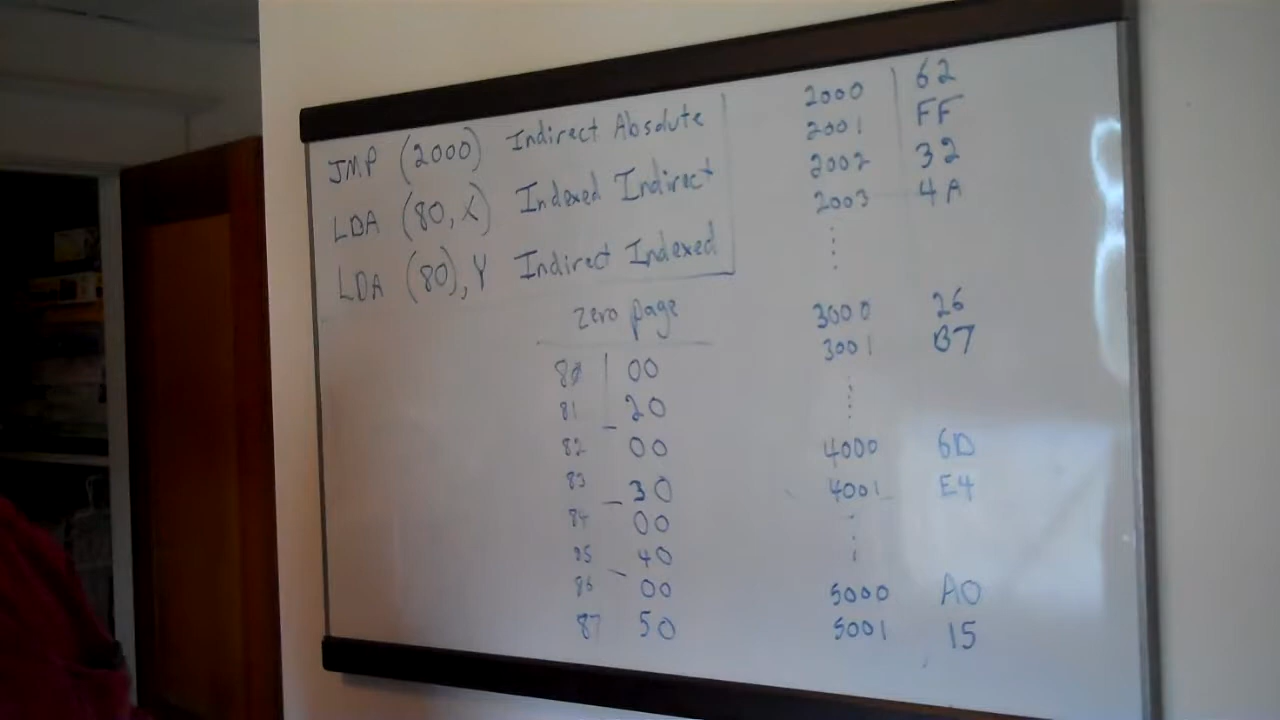 JMP (2000) Indirect Absolute
LDA (80, X) Indexed Indirect
LDA (80), Y Indirect Indexed
zero page
80 00
81 20
82 00
83 30
84 00
85 40
86 00
87 50
2000 62
2001 FF
2002 32
2003 4A
3000 26
3001 B7
4000 6D
4001 E4
5000 A0
5001 15